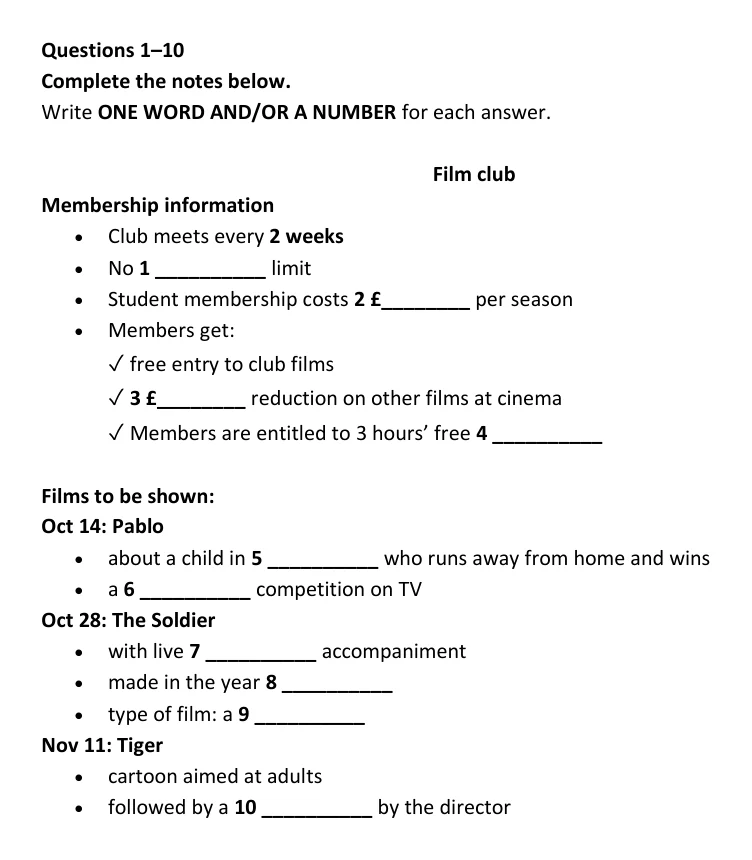 Questions 1–10
Complete the notes below.
Write ONE WORD AND/OR A NUMBER for each answer.
Film club
Membership information
• Club meets every 2 weeks
• No 1 __________ limit
• Student membership costs 2 £________ per season
• Members get:
✓ free entry to club films
✓ 3 £________ reduction on other films at cinema
✓ Members are entitled to 3 hours’ free 4 __________
Films to be shown:
Oct 14: Pablo
• about a child in 5 __________ who runs away from home and wins
• a 6 __________ competition on TV
Oct 28: The Soldier
• with live 7 __________ accompaniment
• made in the year 8 __________
• type of film: a 9 __________
Nov 11: Tiger
• cartoon aimed at adults
• followed by a 10 __________ by the director